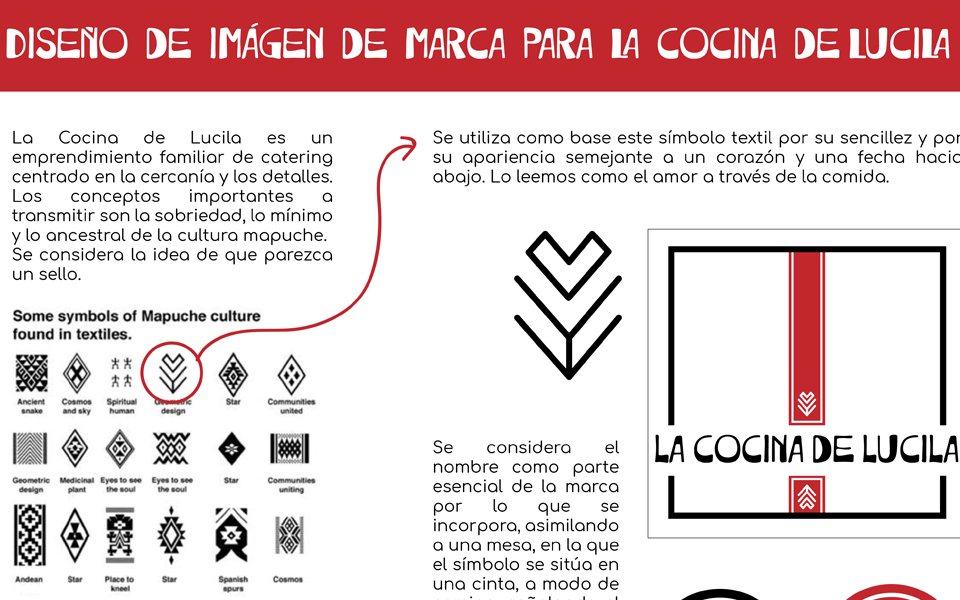 DISEÑO DE IMÁGEN DE MARCA PARA LA COCINA DE LUCILA
La Cocina de Lucila es un
emprendimiento familiar de catering
centrado en la cercanía y los detalles.
Los conceptos importantes a
transmitir son la sobriedad, lo mínimo
y lo ancestral de la cultura mapuche.
Se considera la idea de que parezca
un sello.
Some symbols of Mapuche culture
found in textiles.
Ancient snake
Cosmos and sky
Spiritual human
Geometric design
Star
Communities united
Geometric design
Medicinal plant
Eyes to see the soul
Eyes to see the soul
Star
Communities uniting
Andean
Star
Place to kneel
Star
Spanish spurs
Cosmos
Se utiliza como base este símbolo textil por su sencillez y por
su apariencia semejante a un corazón y una fecha hacia
abajo. Lo leemos como el amor a través de la comida.
LA COCINA DE LUCILA
Se considera el
nombre como parte
esencial de la marca
por lo que se
incorpora, asimilando
a una mesa, en la que
el símbolo se sitúa en
una cinta, a modo de